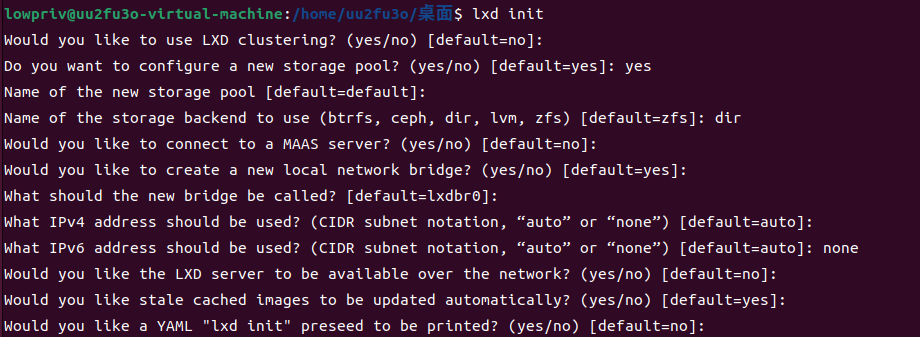 lowpriv@uu2fu3o-virtual-machine:/home/uu2fu3o/桌面$ lxd init
Would you like to use LXD clustering? (yes/no) [default=no]:
Do you want to configure a new storage pool? (yes/no) [default=yes]: yes
Name of the new storage pool [default=default]:
Name of the storage backend to use (btrfs, ceph, dir, lvm, zfs) [default=zfs]: dir
Would you like to connect to a MAAS server? (yes/no) [default=no]:
Would you like to create a new local network bridge? (yes/no) [default=yes]:
What should the new bridge be called? [default=lxdbr0]:
What IPv4 address should be used? (CIDR subnet notation, “auto” or “none”) [default=auto]:
What IPv6 address should be used? (CIDR subnet notation, “auto” or “none”) [default=auto]: none
Would you like the LXD server to be available over the network? (yes/no) [default=no]:
Would you like stale cached images to be updated automatically? (yes/no) [default=yes]:
Would you like a YAML "lxd init" preseed to be printed? (yes/no) [default=no]: